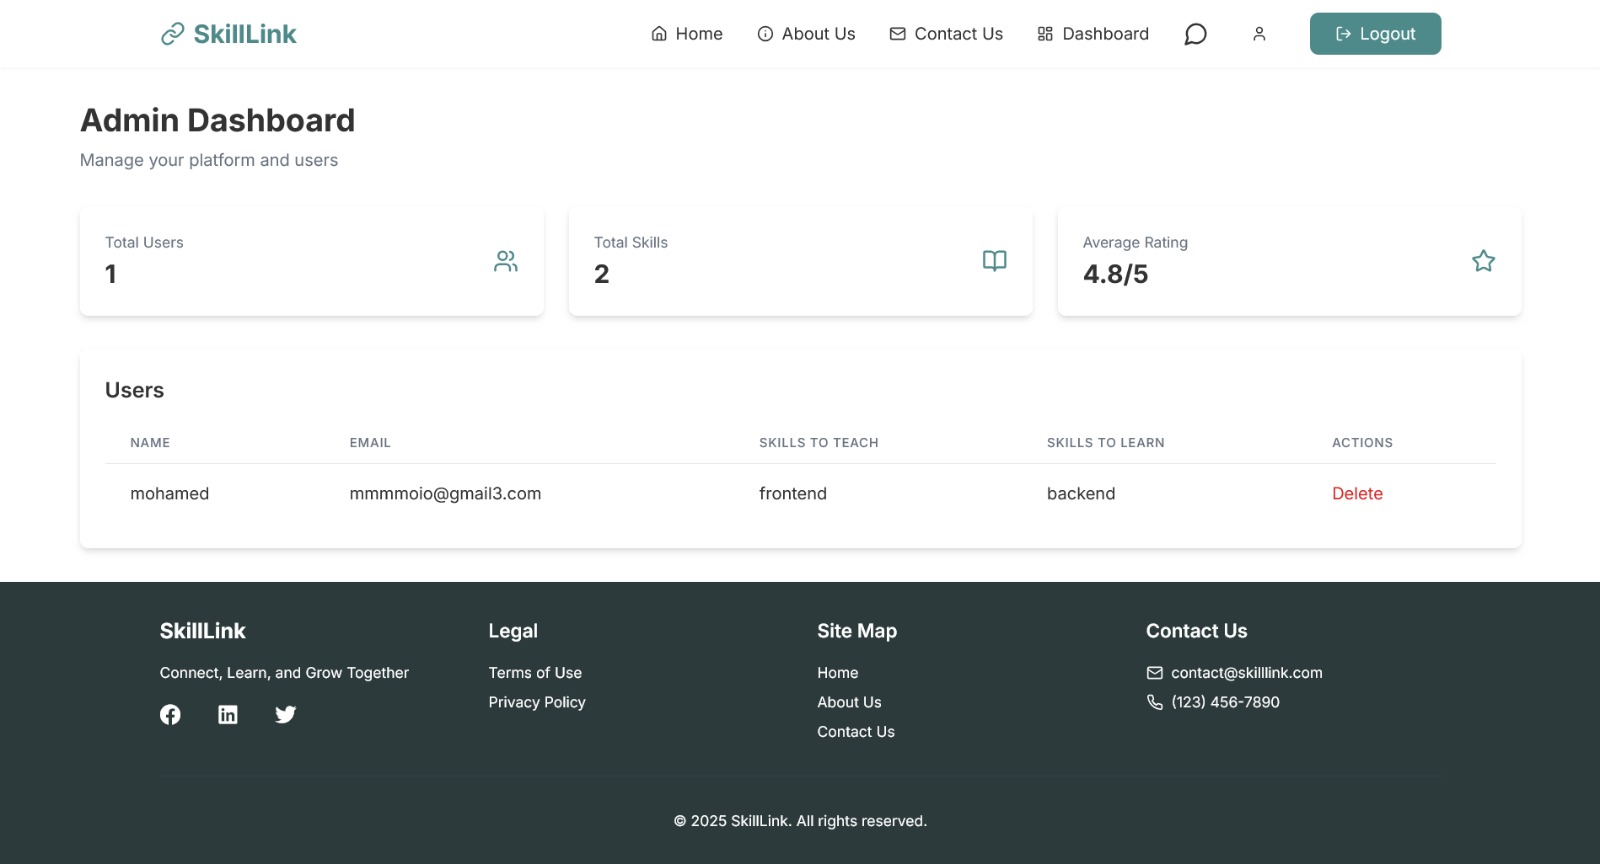 SkillLink
Home
About Us
Contact Us
Dashboard
Logout
Admin Dashboard
Manage your platform and users
Total Users
1
Total Skills
2
Average Rating
4.8/5
Users
NAME EMAIL SKILLS TO TEACH SKILLS TO LEARN ACTIONS
mohamed mmmmoio@gmail3.com frontend backend Delete
SkillLink
Connect, Learn, and Grow Together
Legal
Terms of Use
Privacy Policy
Site Map
Home
About Us
Contact Us
Contact Us
contact@skilllink.com
(123) 456-7890
© 2025 SkillLink. All rights reserved.